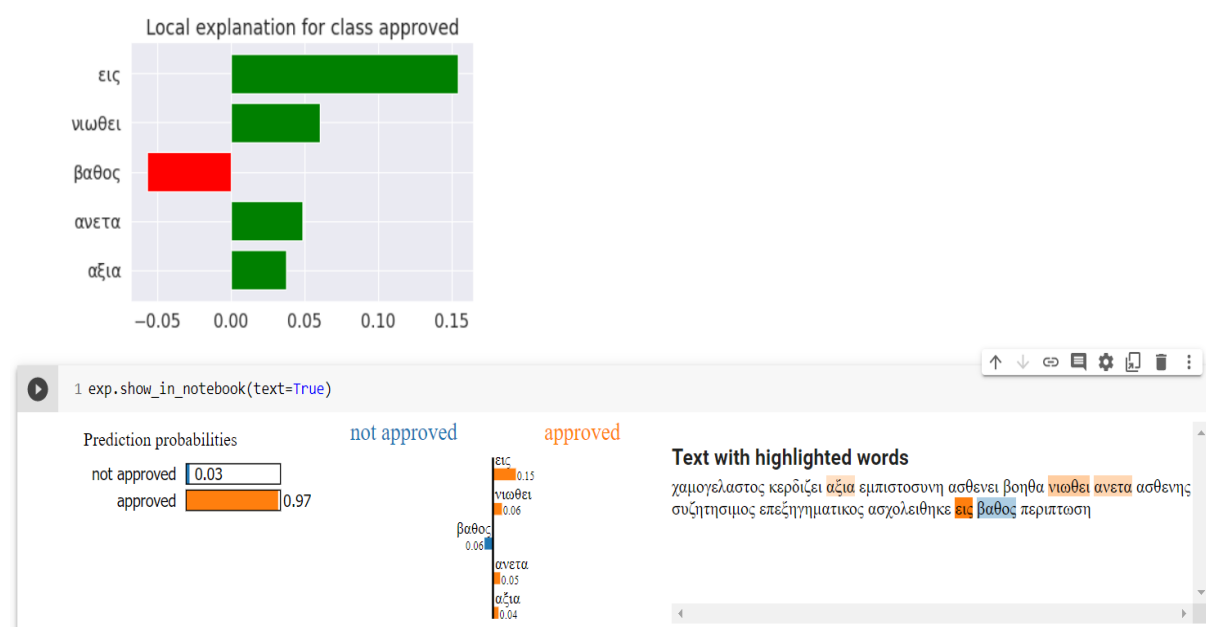 Local explanation for class approved
εις
νιωθει
βαθος
ανετα
αξια
−0.05 0.00 0.05 0.10 0.15
1 exp.show_in_notebook(text=True)
Prediction probabilities
not approved 0.03
approved 0.97
not approved approved
εις
0.15
νιωθει
0.06
βαθος
0.06
ανετα
0.05
αξια
0.04
Text with highlighted words
χαμογελαστος κερδιζει αξια εμπιστοσυνη ασθενει βοηθα νιωθει ανετα ασθενης
συζητησιμος επεξηγηματικος ασχολειθηκε εις βαθος περιπτωση